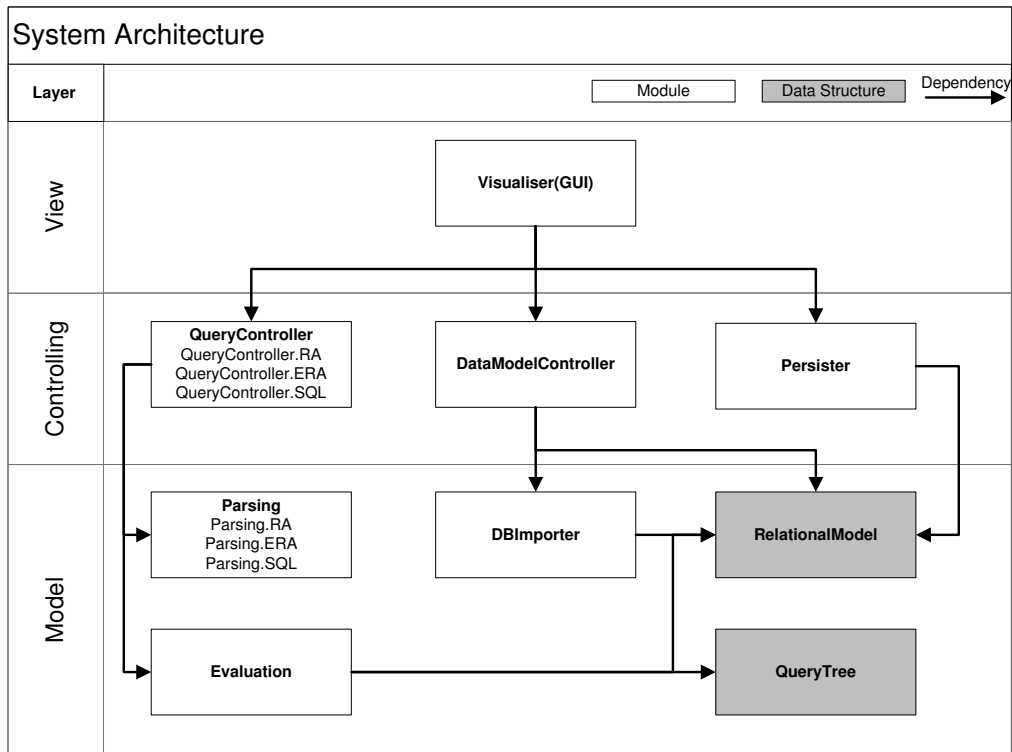 System Architecture
Layer
Module
Data Structure
Dependency
View
Visualiser(GUI)
Controlling
QueryController
QueryController.RA
QueryController.ERA
QueryController.SQL
DataModelController
Persister
Model
Parsing
Parsing.RA
Parsing.ERA
Parsing.SQL
DBImporter
RelationalModel
Evaluation
QueryTree